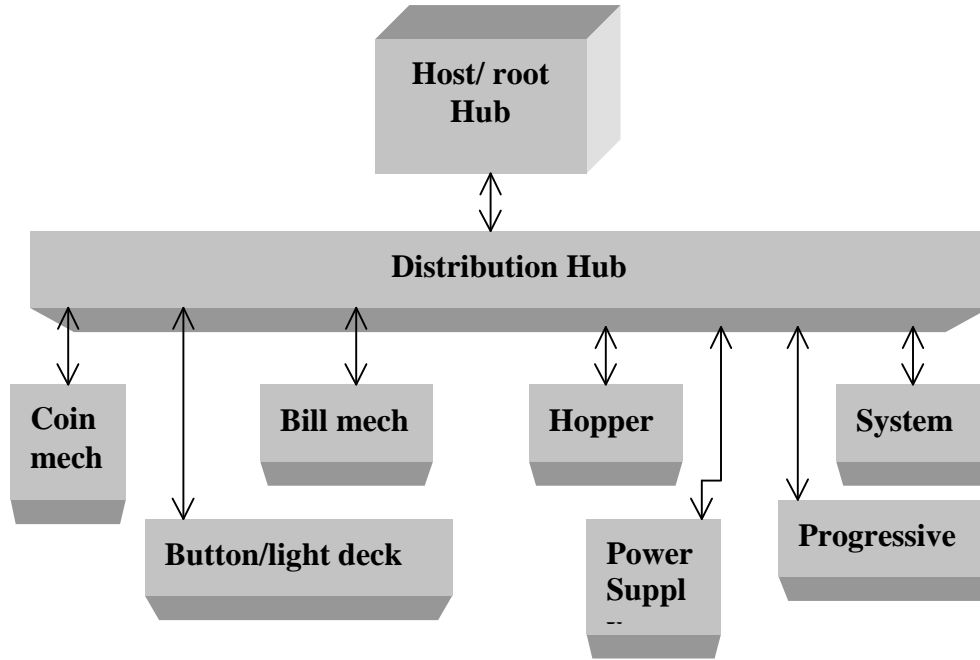 Host/ root
Hub
Distribution Hub
Coin
mech
Bill mech
Hopper
System
Button/light deck
Power
Suppl
Progressive